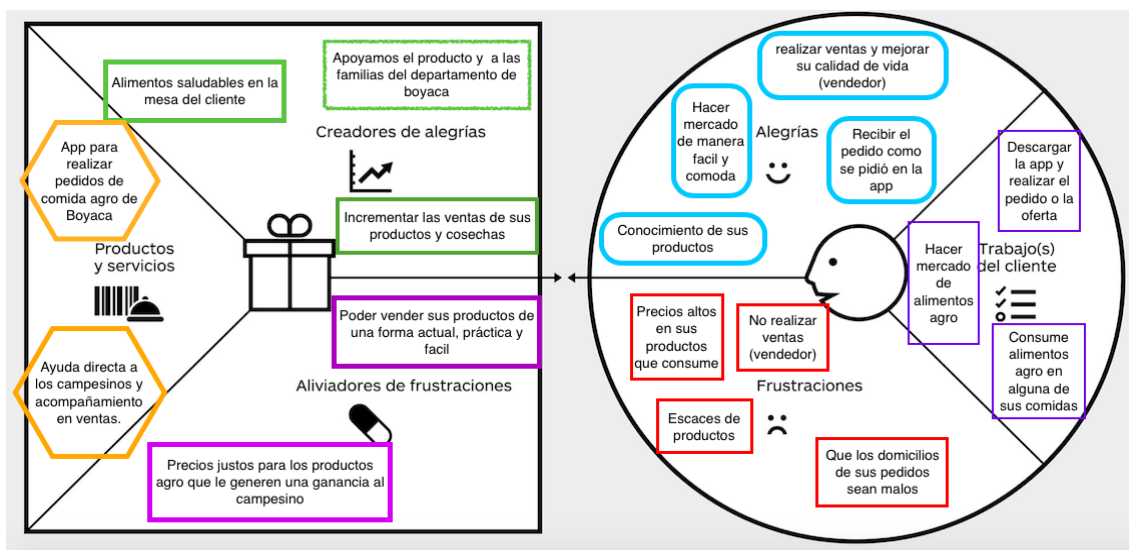 Alimentos saludables en la
mesa del cliente
Apoyamos el producto y a las
familias del departamento de
boyaca
Creadores de alegrías
App para
realizar
pedidos de
comida agro de
Boyaca
Incrementar las ventas de sus
productos y cosechas
Productos
y servicios
Poder vender sus productos de
una forma actual, práctica y
facil
Ayuda directa a
los campesinos y
acompañamiento
en ventas.
Aliviadores de frustraciones
Precios justos para los productos
agro que le generen una ganancia al
campesino
realizar ventas y mejorar
su calidad de vida
(vendedor)
Hacer
mercado
de manera
facil y
comoda
Alegrías
Recibir el
pedido como
se pidió en la
app
Conocimiento de sus
productos
Descargar
la app y
realizar el
pedido o la
oferta
Hacer
mercado
de
alimentos
agro
Trabajo(s)
del cliente
Consume
alimentos
agro en
alguna de
sus comidas
Precios altos
en sus
productos
que consume
No realizar
ventas
(vendedor)
Frustraciones
Escaces de
productos
Que los domicilios
de sus pedidos
sean malos